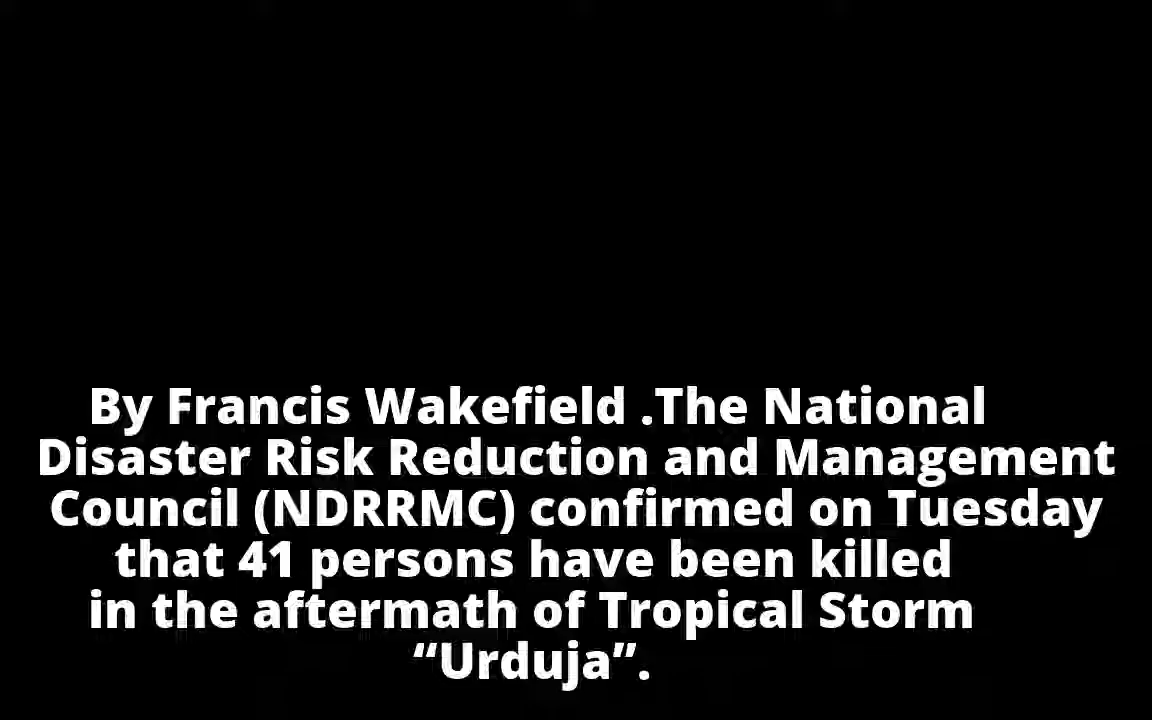 By Francis Wakefield .The National
Disaster Risk Reduction and Management
Council (NDRRMC) confirmed on Tuesday
that 41 persons have been killed
in the aftermath of Tropical Storm
“Urduja”.